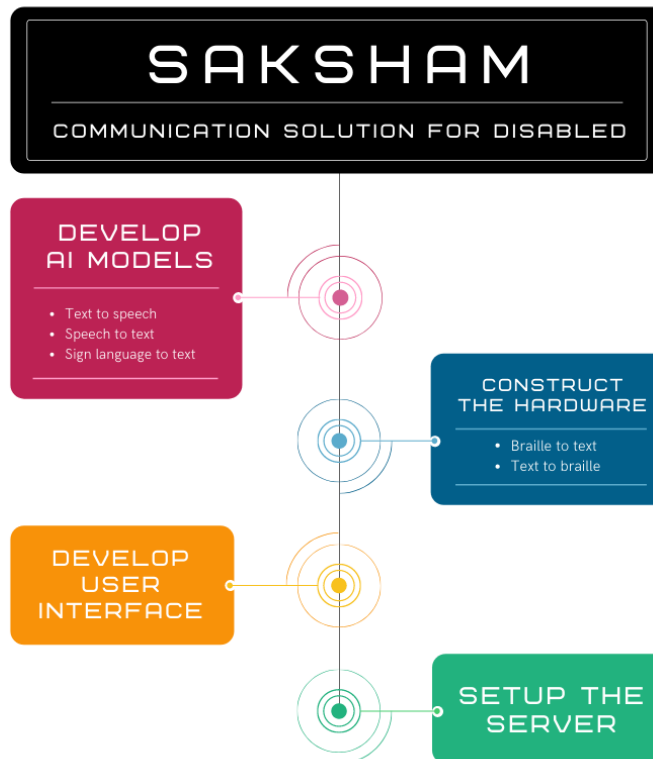 SAKSHAM
COMMUNICATION SOLUTION FOR DISABLED
DEVELOP
AI MODELS
• Text to speech
• Speech to text
• Sign language to text
CONSTRUCT
THE HARDWARE
• Braille to text
• Text to braille
DEVELOP
USER
INTERFACE
SETUP THE
SERVER